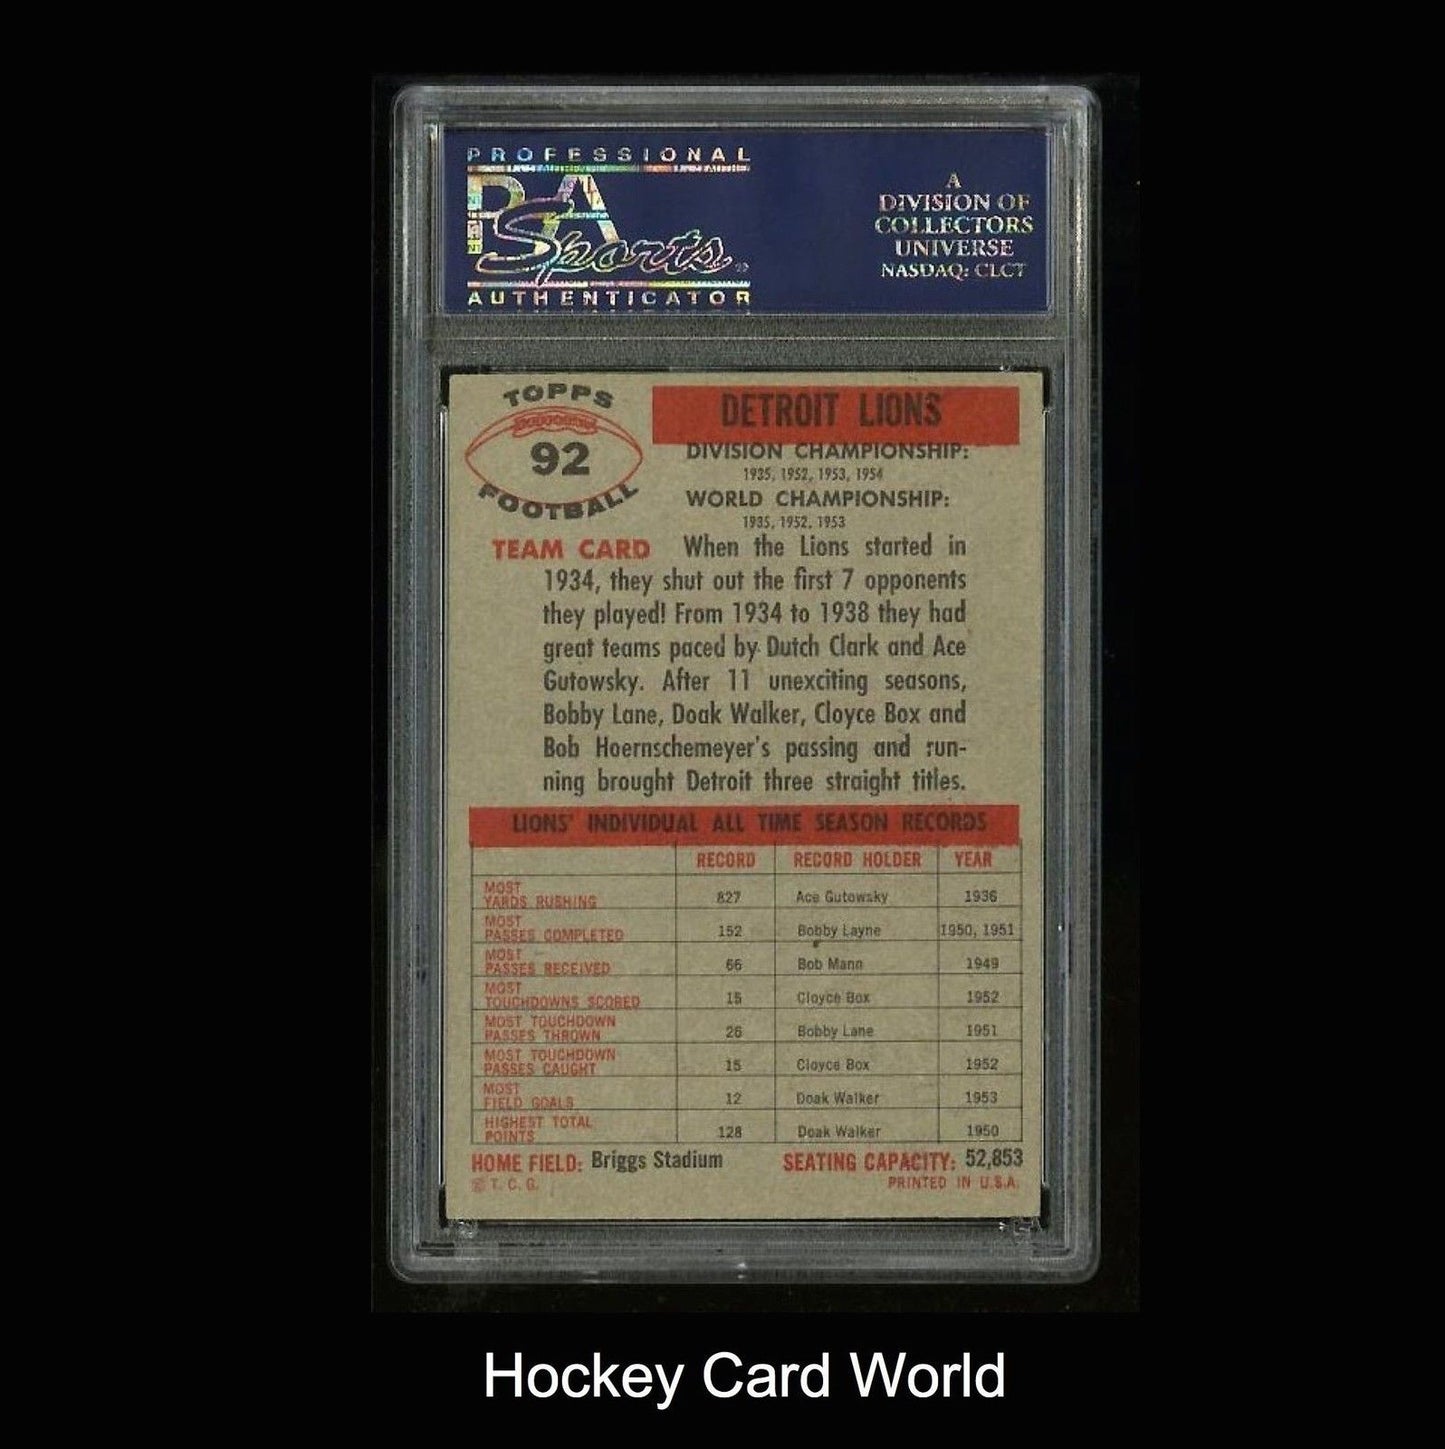 PROFESSIONAL
PSA
Sports
AUTHENTICATOR
A
DIVISION OF
COLLECTORS
UNIVERSE
NASDAQ: CLCT
TOPPS
92
FOOTBALL
DETROIT LIONS
DIVISION CHAMPIONSHIP:
1935, 1952, 1953, 1954
WORLD CHAMPIONSHIP:
1935, 1952, 1953
TEAM CARD When the Lions started in
1934, they shut out the first 7 opponents
they played! From 1934 to 1938 they had
great teams paced by Dutch Clark and Ace
Gutowsky. After 11 unexciting seasons,
Bobby Lane, Doak Walker, Cloyce Box and
Bob Hoernschemeyer's passing and run-
ning brought Detroit three straight titles.
LIONS' INDIVIDUAL ALL TIME SEASON RECORDS
RECORD RECORD HOLDER YEAR
MOST
YARDS RUSHING 827 Ace Gutowsky 1936
MOST
PASSES COMPLETED 152 Bobby Layne 1950, 1951
MOST
PASSES RECEIVED 66 Bob Mann 1949
MOST
TOUCHDOWNS SCORED 15 Cloyce Box 1952
MOST TOUCHDOWN
PASSES THROWN 26 Bobby Lane 1951
MOST TOUCHDOWN
PASSES CAUGHT 15 Cloyce Box 1952
MOST
FIELD GOALS 12 Doak Walker 1953
HIGHEST TOTAL
POINTS 128 Doak Walker 1950
HOME FIELD: Briggs Stadium SEATING CAPACITY: 52,853
© T. C. G. PRINTED IN U.S.A.
Hockey Card World